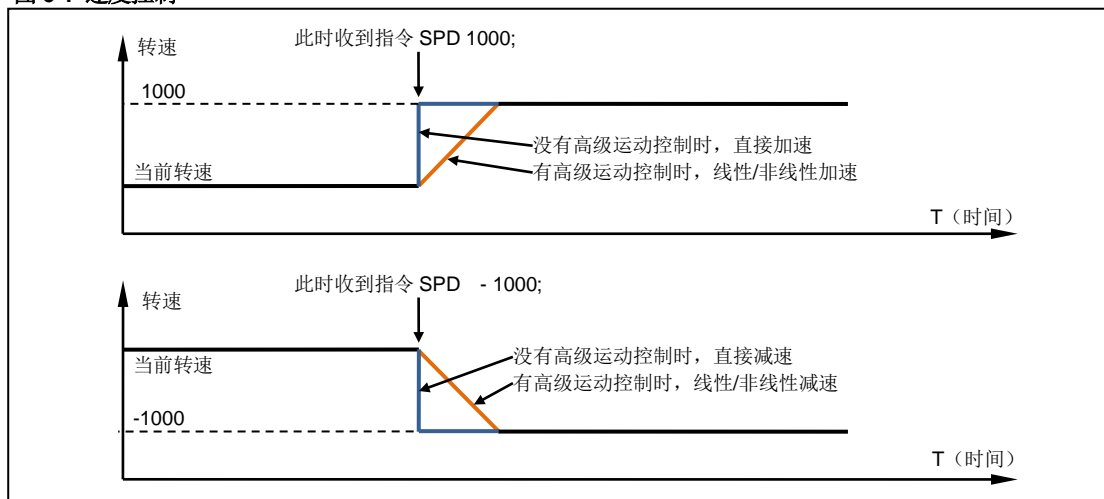 转速
此时收到指令 SPD 1000;
1000
没有高级运动控制时，直接加速
有高级运动控制时，线性/非线性加速
当前转速
T（时间）
转速
此时收到指令 SPD - 1000;
当前转速
没有高级运动控制时，直接减速
有高级运动控制时，线性/非线性减速
-1000
T（时间）